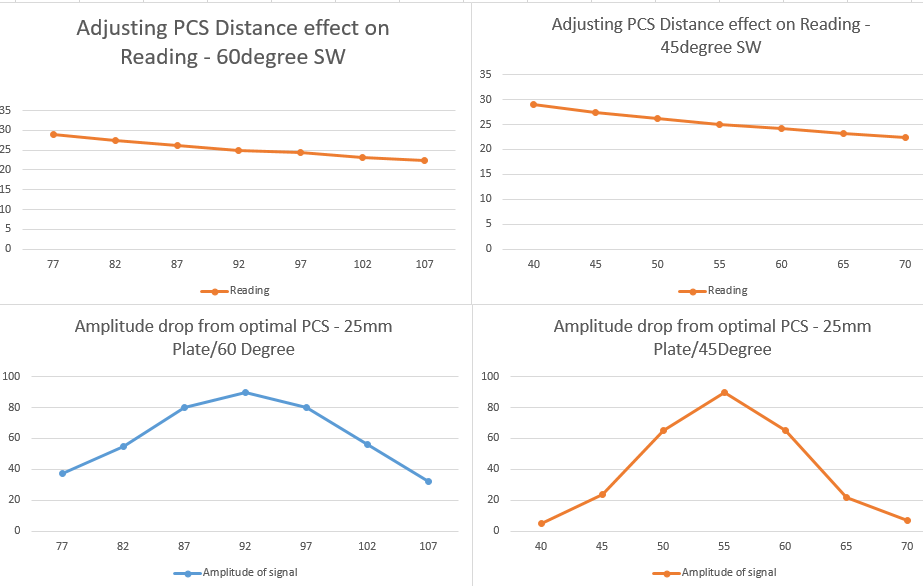 Adjusting PCS Distance effect on
Reading - 60degree SW
35
30
25
20
15
10
5
0
77 82 87 92 97 102 107
Reading
Adjusting PCS Distance effect on Reading -
45degree SW
35
30
25
20
15
10
5
0
40 45 50 55 60 65 70
Reading
Amplitude drop from optimal PCS - 25mm
Plate/60 Degree
100
80
60
40
20
0
77 82 87 92 97 102 107
Amplitude of signal
Amplitude drop from optimal PCS - 25mm
Plate/45Degree
100
80
60
40
20
0
40 45 50 55 60 65 70
Amplitude of signal